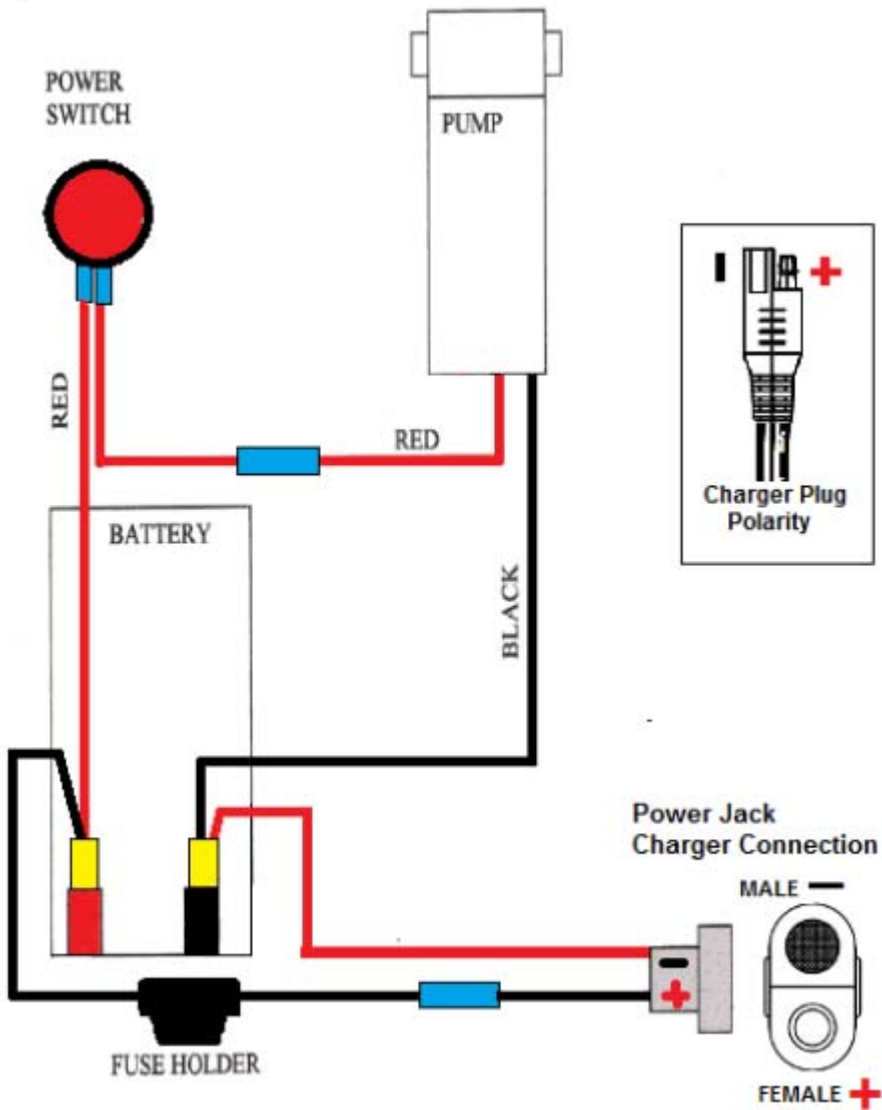 POWER
SWITCH
PUMP
RED
RED
BATTERY
BLACK
Charger Plug
Polarity
Power Jack
Charger Connection
MALE
FUSE HOLDER
FEMALE +